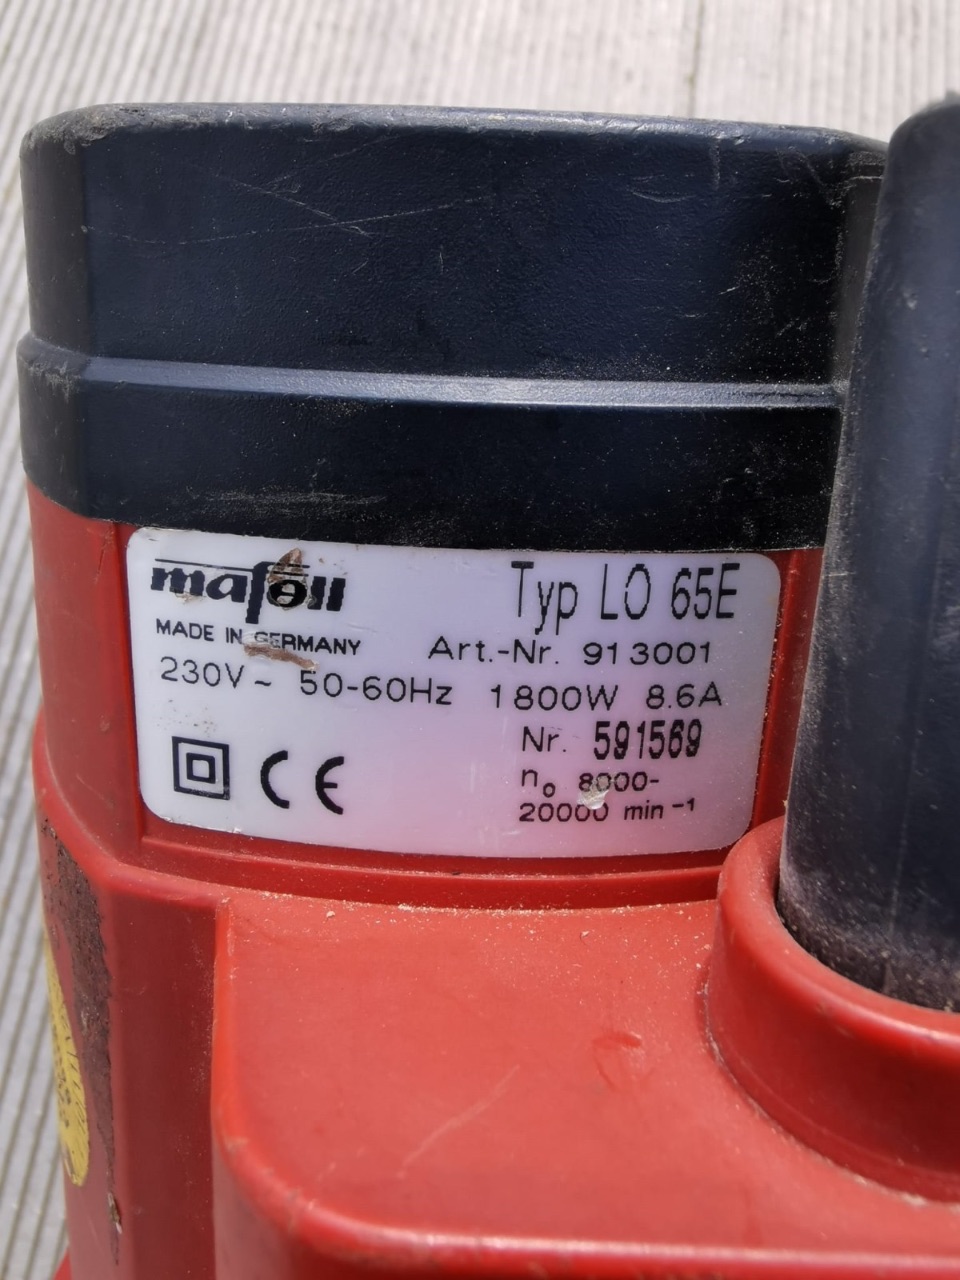 mafell
Typ LO 65E
MADE IN GERMANY
Art.-Nr. 913001
230V~ 50-60Hz 1800W 8.6A
Nr. 591569
CE
n₀ 8000-
20000 min⁻¹